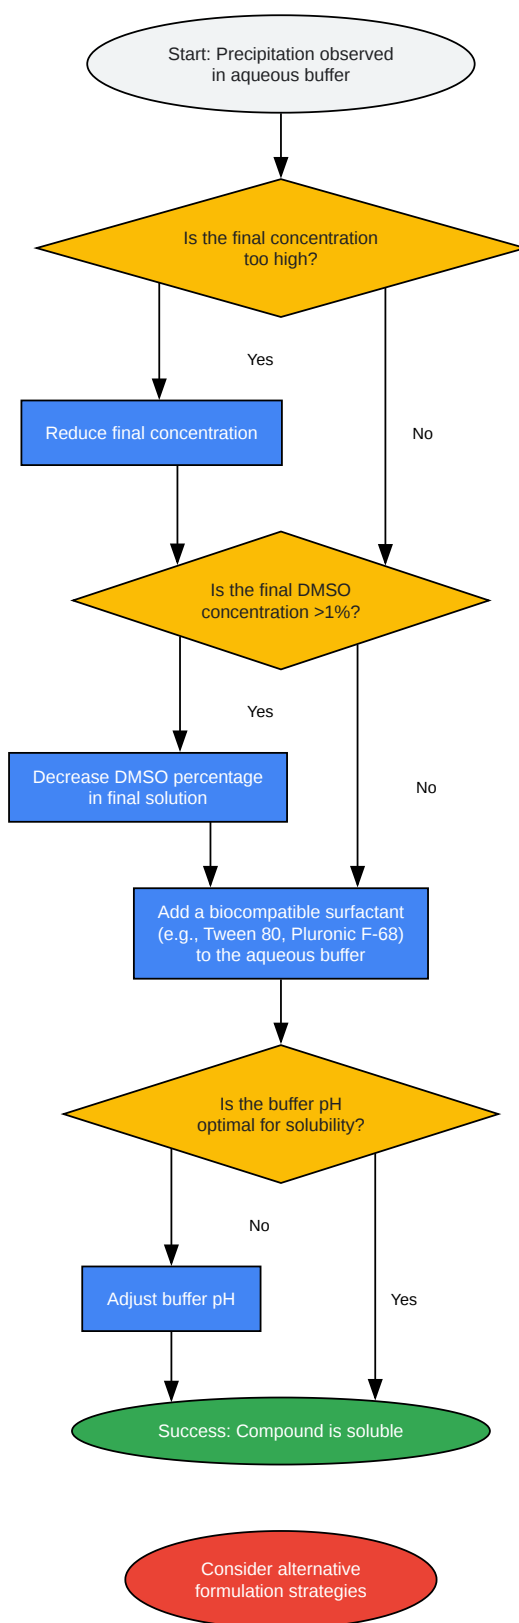 Start: Precipitation observed
in aqueous buffer
Is the final concentration
too high?
Yes
Reduce final concentration
No
Is the final DMSO
concentration >1%?
Yes
Decrease DMSO percentage
in final solution
No
Add a biocompatible surfactant
(e.g., Tween 80, Pluronic F-68)
to the aqueous buffer
Is the buffer pH
optimal for solubility?
No
Adjust buffer pH
Yes
Success: Compound is soluble
Consider alternative
formulation strategies